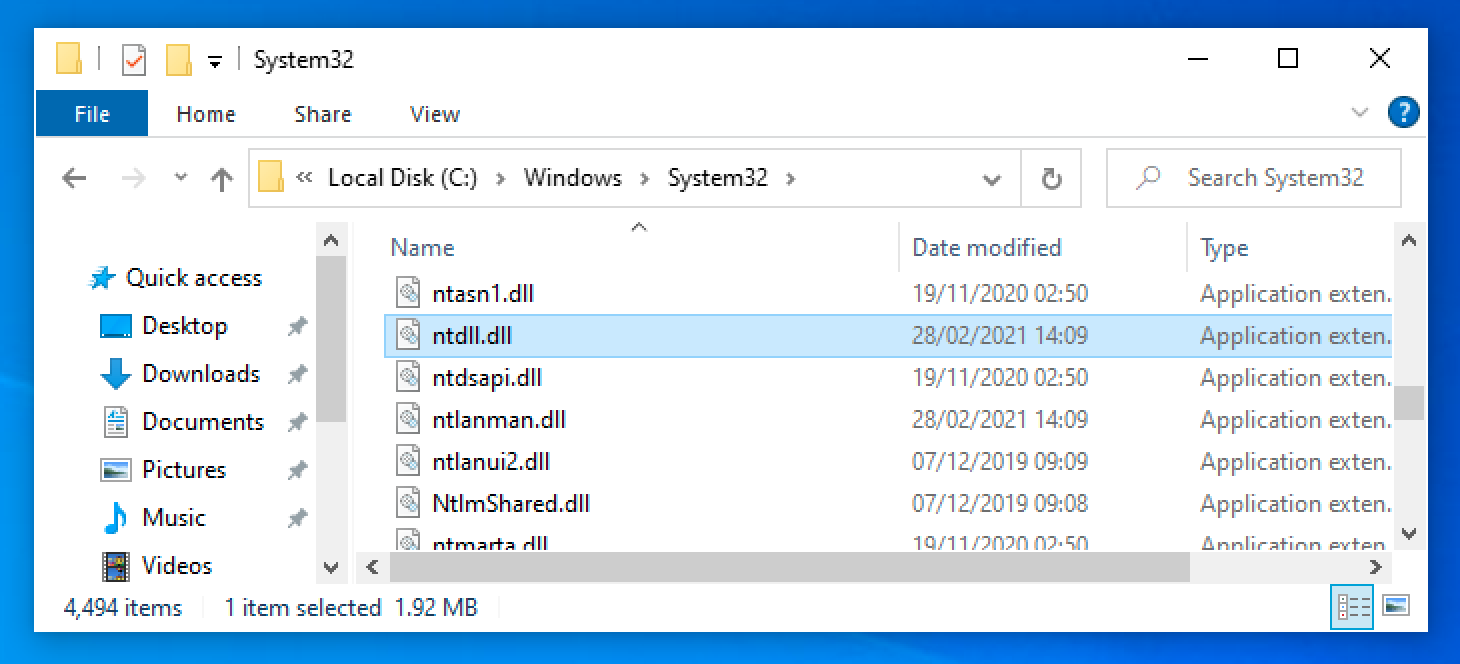 System32
File Home Share View ?
« Local Disk (C:) › Windows › System32 › Search System32
Name Date modified Type
Quick access
Desktop
Downloads
Documents
Pictures
Music
Videos
ntasn1.dll 19/11/2020 02:50 Application exten.
ntdll.dll 28/02/2021 14:09 Application exten.
ntdsapi.dll 19/11/2020 02:50 Application exten.
ntlanman.dll 28/02/2021 14:09 Application exten.
ntlanui2.dll 07/12/2019 09:09 Application exten.
NtlmShared.dll 07/12/2019 09:08 Application exten.
ntmarta.dll 19/11/2020 02:50 Application exten.
4,494 items 1 item selected 1.92 MB